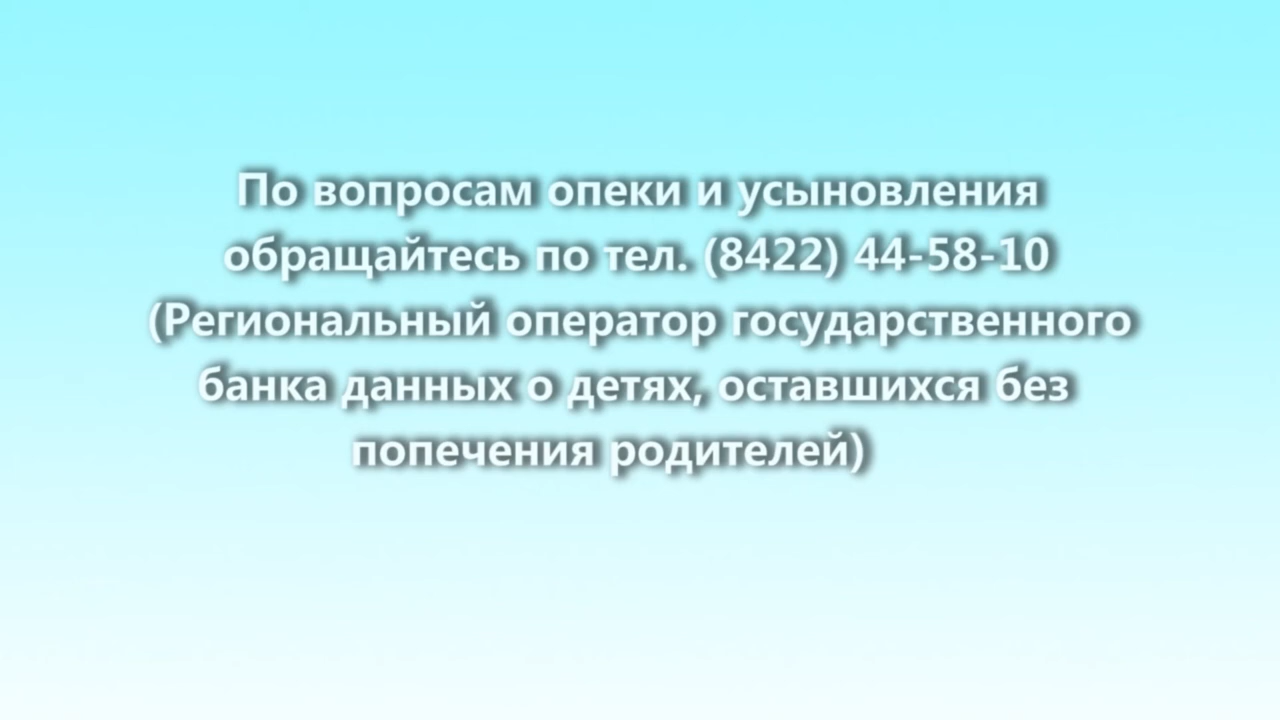 По вопросам опеки и усыновления
обращайтесь по тел. (8422) 44-58-10
(Региональный оператор государственного
банка данных о детях, оставшихся без
попечения родителей)